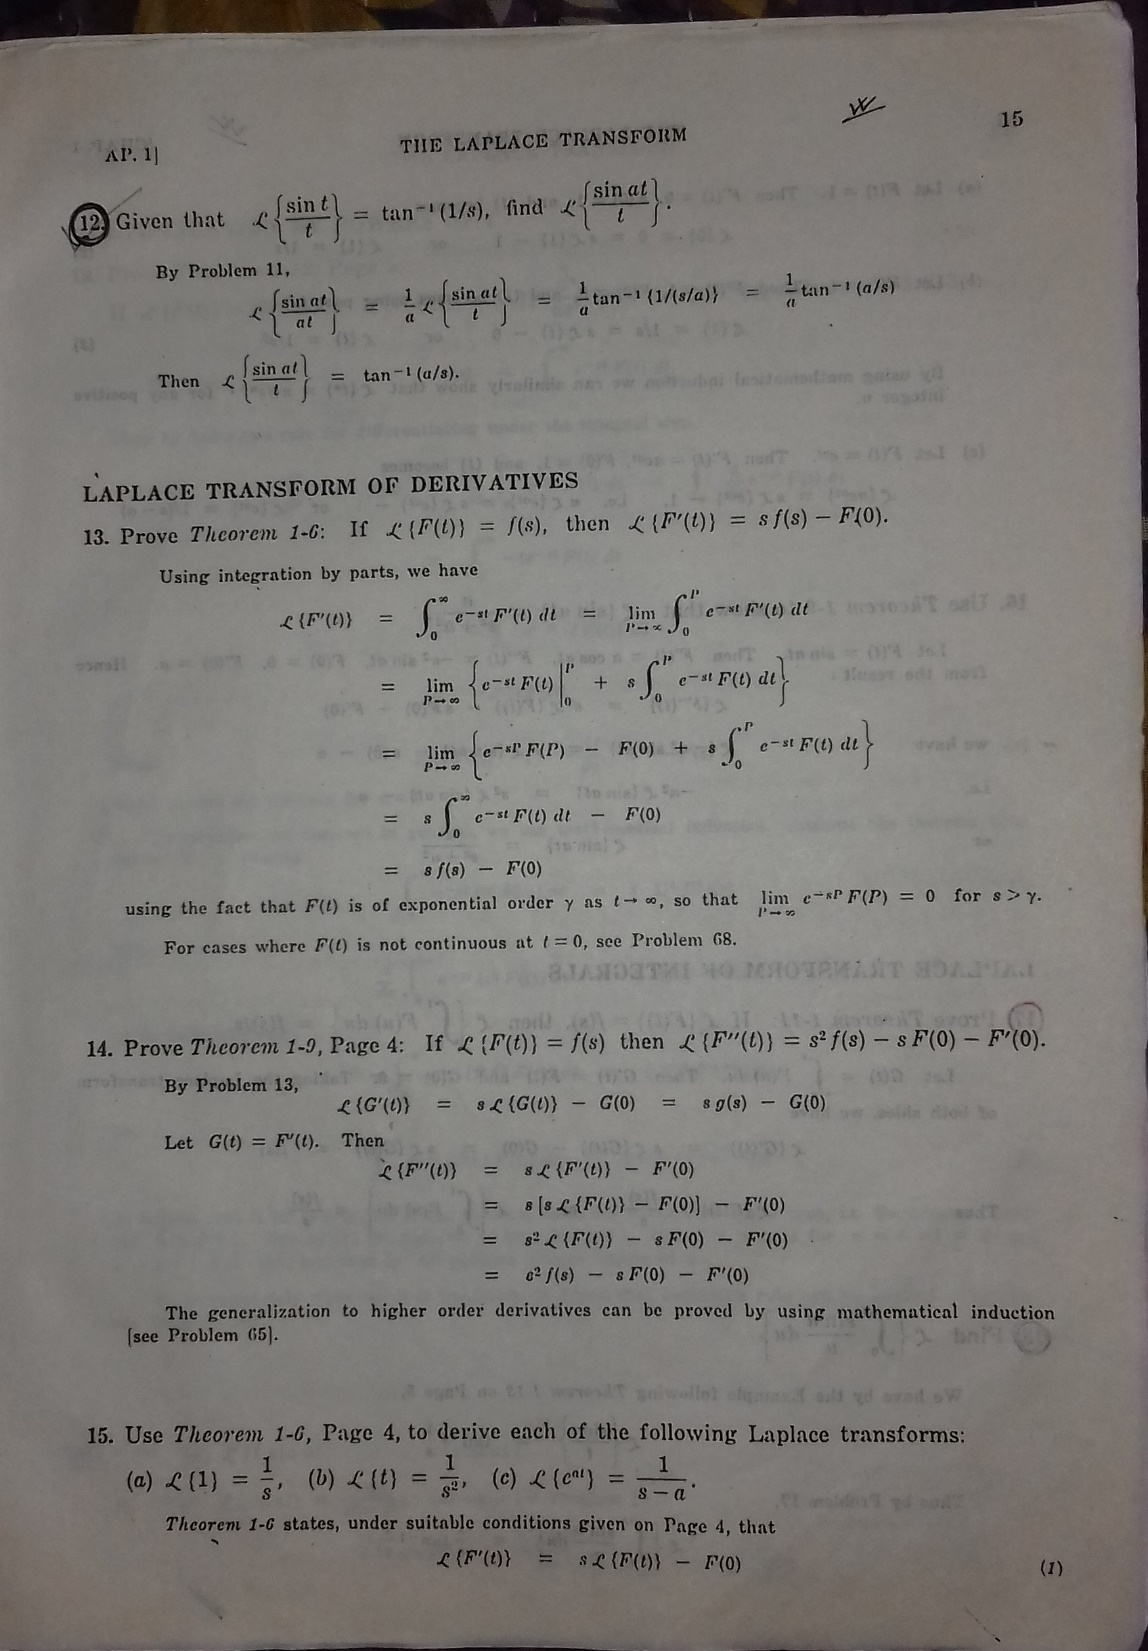 15
AP. 1]
THE LAPLACE TRANSFORM
12. Given that ℒ{sin t / t} = tan⁻¹ (1/s), find ℒ{sin at / t}.
By Problem 11,
ℒ{sin at / at} = 1/a ℒ{sin at / t} = 1/a tan⁻¹ {1/(s/a)} = 1/a tan⁻¹ (a/s)
Then ℒ{sin at / t} = tan⁻¹ (a/s).
LAPLACE TRANSFORM OF DERIVATIVES
13. Prove Theorem 1-6: If ℒ{F(t)} = f(s), then ℒ{F′(t)} = s f(s) − F(0).
Using integration by parts, we have
ℒ{F′(t)} = ∫₀^∞ e^(−st) F′(t) dt = lim P→∞ ∫₀^P e^(−st) F′(t) dt
= lim P→∞ {e^(−st) F(t) |₀^P + s ∫₀^P e^(−st) F(t) dt}
= lim P→∞ {e^(−sP) F(P) − F(0) + s ∫₀^P e^(−st) F(t) dt}
= s ∫₀^∞ e^(−st) F(t) dt − F(0)
= s f(s) − F(0)
using the fact that F(t) is of exponential order γ as t→∞, so that lim P→∞ e^(−sP) F(P) = 0 for s > γ.
For cases where F(t) is not continuous at t = 0, see Problem 68.
14. Prove Theorem 1-9, Page 4: If ℒ{F(t)} = f(s) then ℒ{F″(t)} = s² f(s) − s F(0) − F′(0).
By Problem 13,
ℒ{G′(t)} = s ℒ{G(t)} − G(0) = s g(s) − G(0)
Let G(t) = F′(t). Then
ℒ{F″(t)} = s ℒ{F′(t)} − F′(0)
= s [s ℒ{F(t)} − F(0)] − F′(0)
= s² ℒ{F(t)} − s F(0) − F′(0)
= s² f(s) − s F(0) − F′(0)
The generalization to higher order derivatives can be proved by using mathematical induction
[see Problem 65].
15. Use Theorem 1-6, Page 4, to derive each of the following Laplace transforms:
(a) ℒ{1} = 1/s, (b) ℒ{t} = 1/s², (c) ℒ{e^(at)} = 1/(s − a).
Theorem 1-6 states, under suitable conditions given on Page 4, that
ℒ{F′(t)} = s ℒ{F(t)} − F(0) (1)